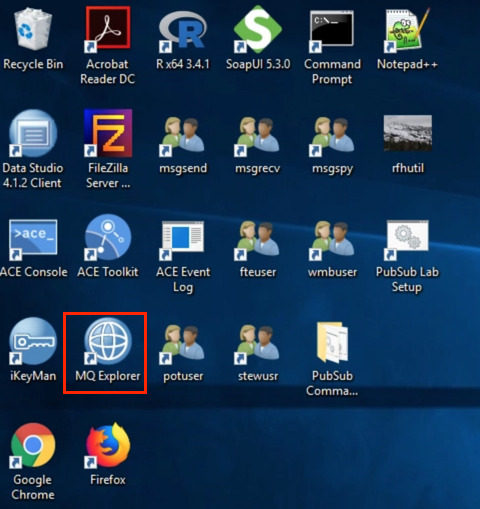 Recycle Bin
Acrobat
Reader DC
R x64 3.4.1
SoapUI 5.3.0
C:\_
Command
Prompt
Notepad++
Data Studio
4.1.2 Client
FileZilla
Server ...
msgsend
msgrecv
msgspy
rfhutil
>ace_
ACE Console
ACE Toolkit
ACE Event
Log
fteuser
wmbuser
PubSub Lab
Setup
iKeyMan
MQ Explorer
potuser
stewusr
PubSub
Comma...
Google
Chrome
Firefox